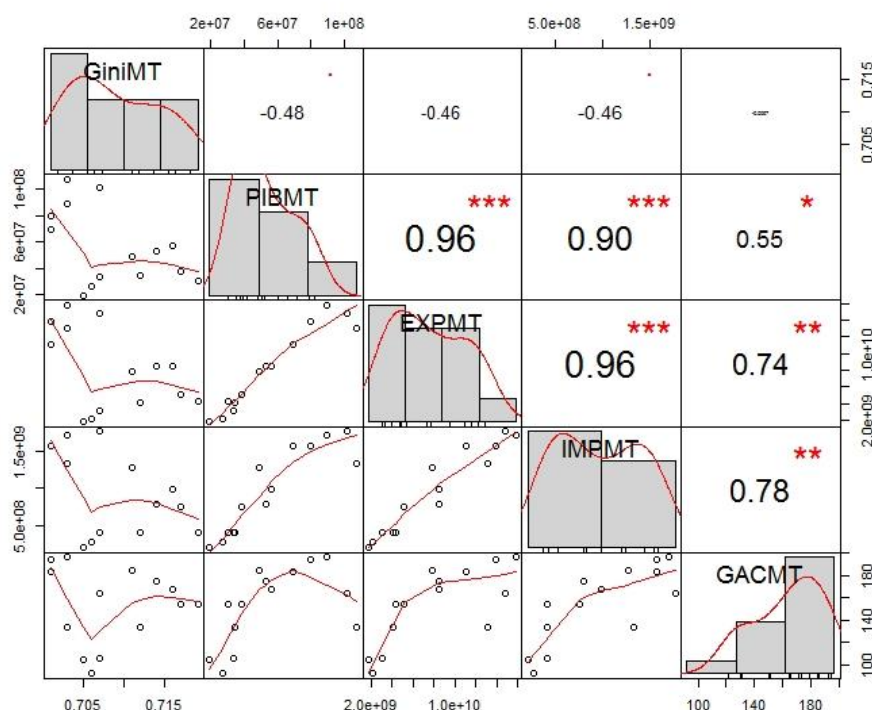 2e+07 6e+07 1e+08 5.0e+08 1.5e+09
GiniMT
.
-0.48
-0.46
.
-0.46
0.705 0.715
2e+07 6e+07 1e+08
PIBMT
***
0.96
***
0.90
*
0.55
EXPMT
***
0.96
**
0.74
2.0e+09 1.0e+10
5.0e+08 1.5e+09
IMPMT
**
0.78
GACMT
100 140 180
0.705 0.715 2.0e+09 1.0e+10 100 140 180